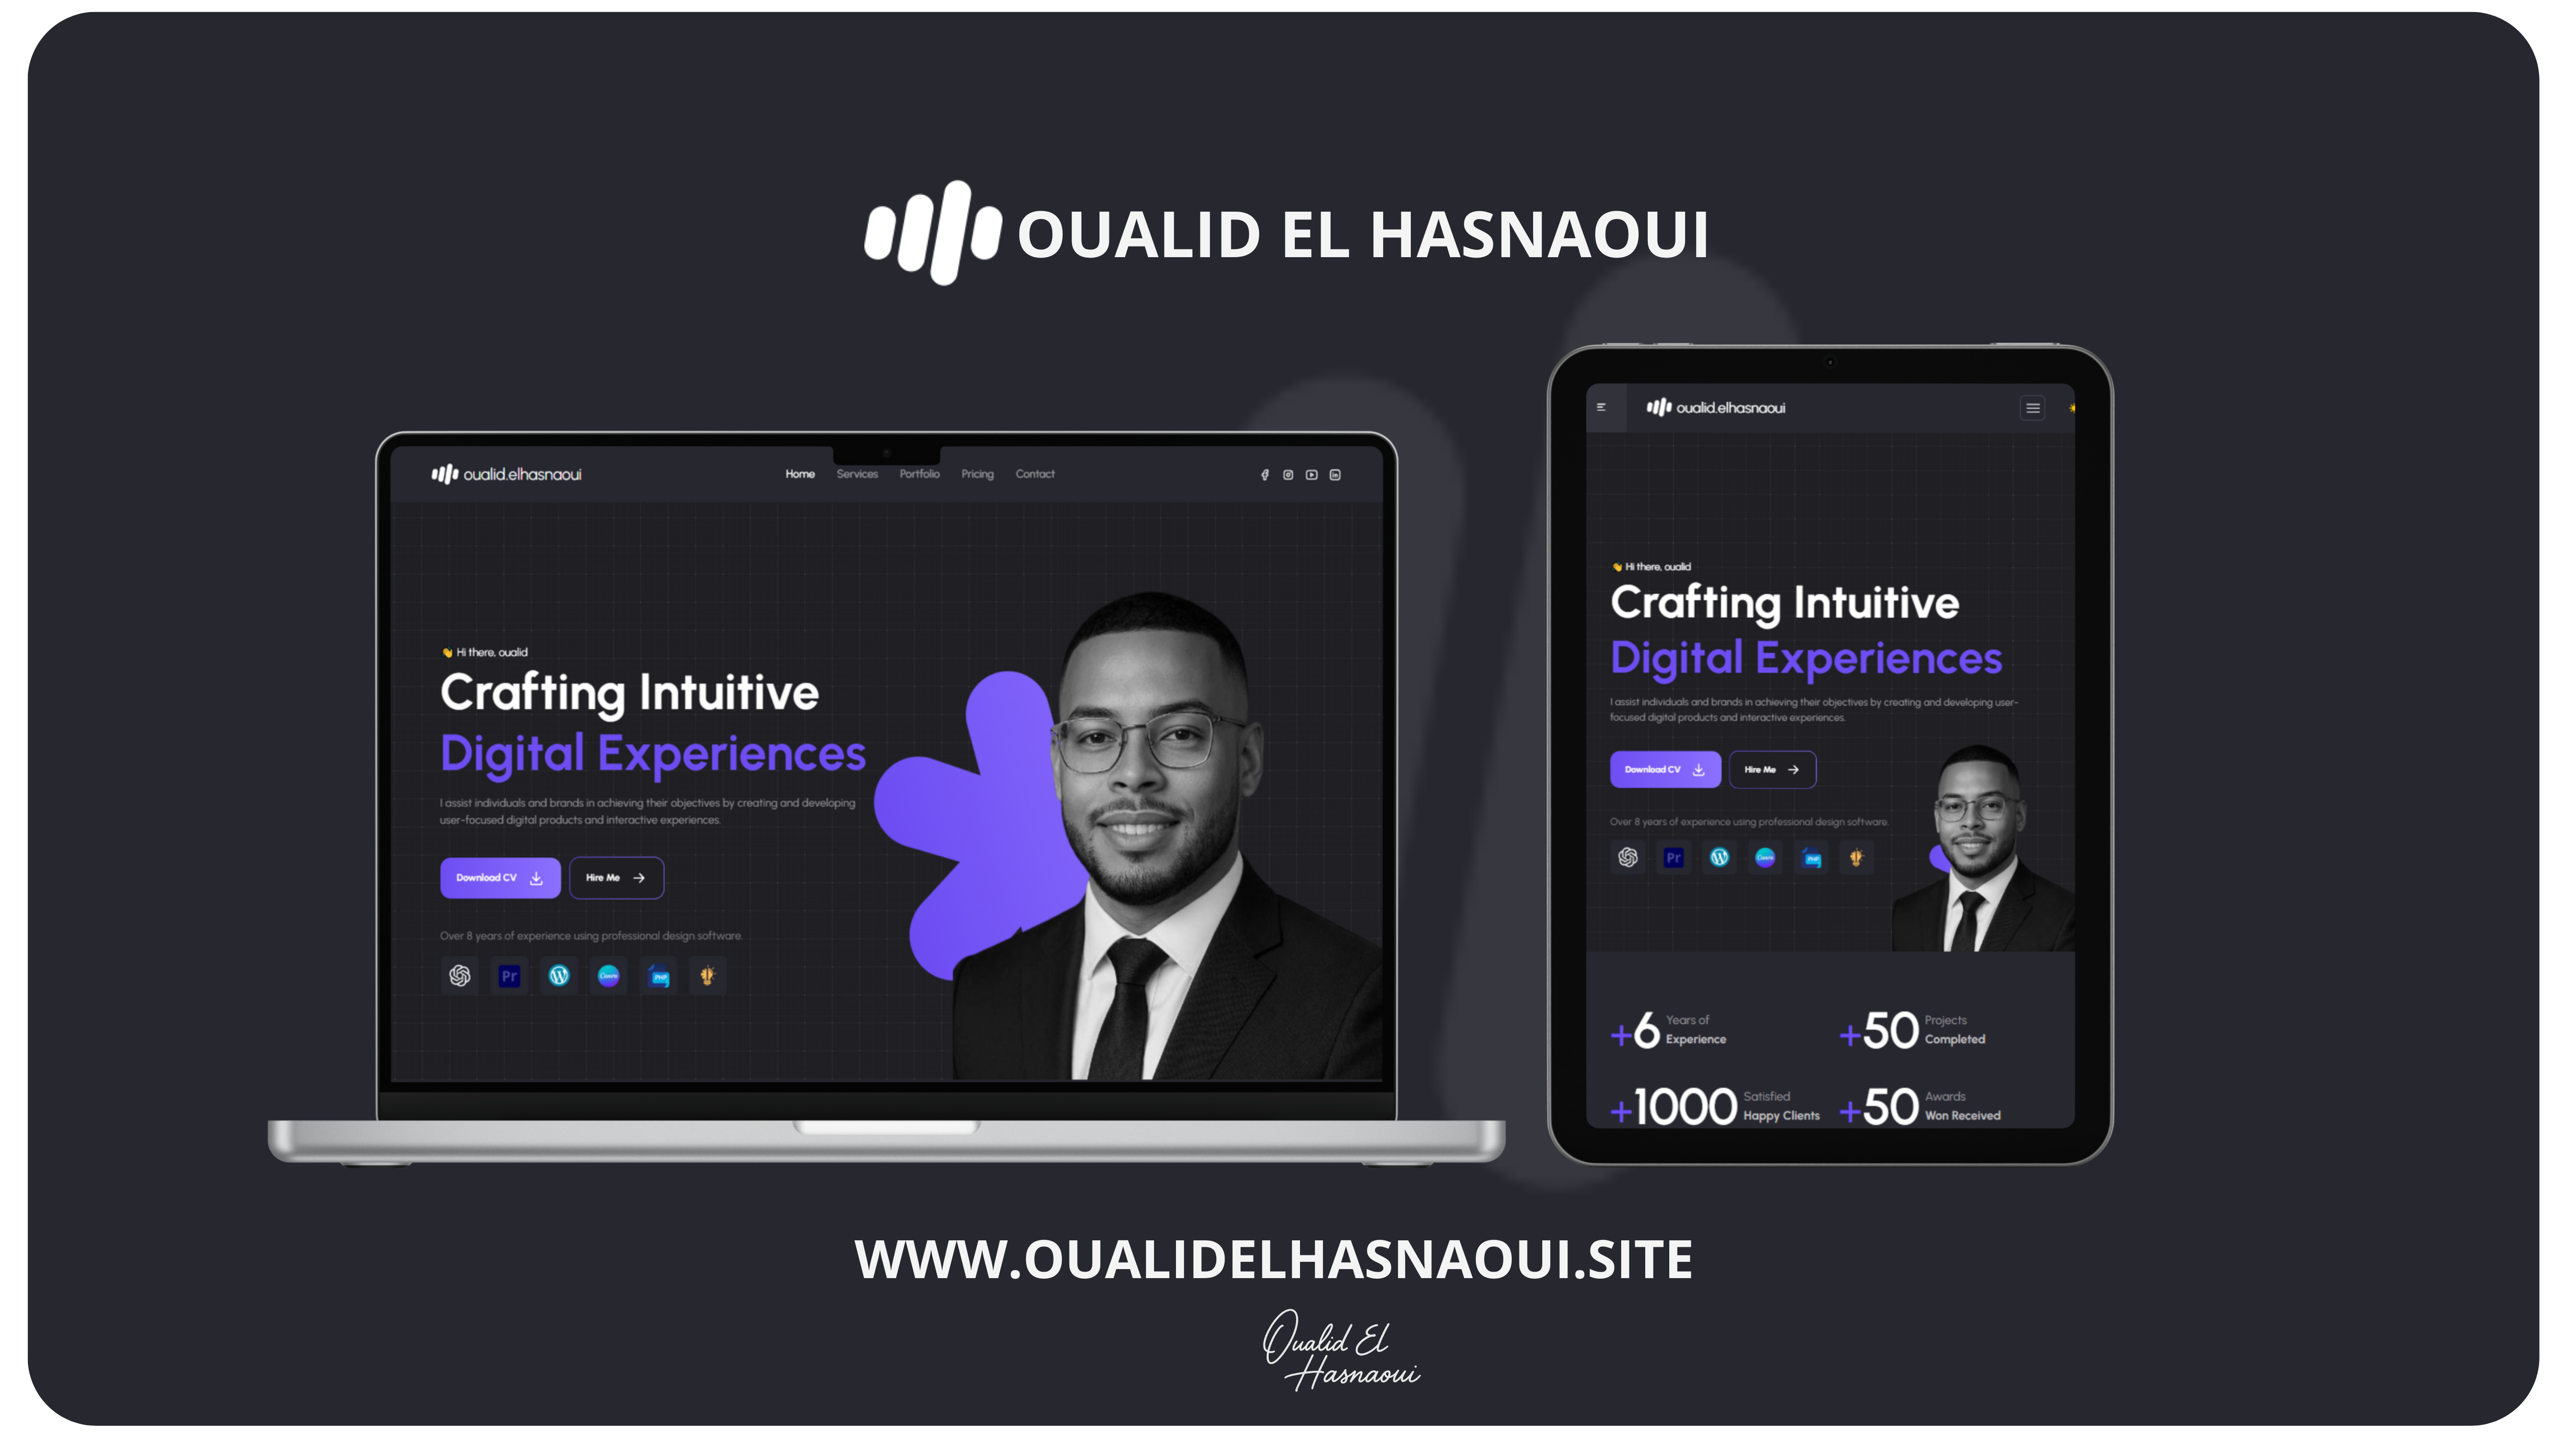 OUALID EL HASNAOUI
oualid.elhasnaoui
Home Services Portfolio Pricing Contact
👋 Hi there, oualid
Crafting Intuitive
Digital Experiences
I assist individuals and brands in achieving their objectives by creating and developing
user-focused digital products and interactive experiences.
Download CV Hire Me
Over 8 years of experience using professional design software.
Pr Canva PHP
oualid.elhasnaoui
👋 Hi there, oualid
Crafting Intuitive
Digital Experiences
I assist individuals and brands in achieving their objectives by creating and developing user-
focused digital products and interactive experiences.
Download CV Hire Me
Over 8 years of experience using professional design software.
Pr Canva PHP
+6 Years of
Experience
+50 Projects
Completed
+1000 Satisfied
Happy Clients
+50 Awards
Won Received
WWW.OUALIDELHASNAOUI.SITE
Oualid El
Hasnaoui